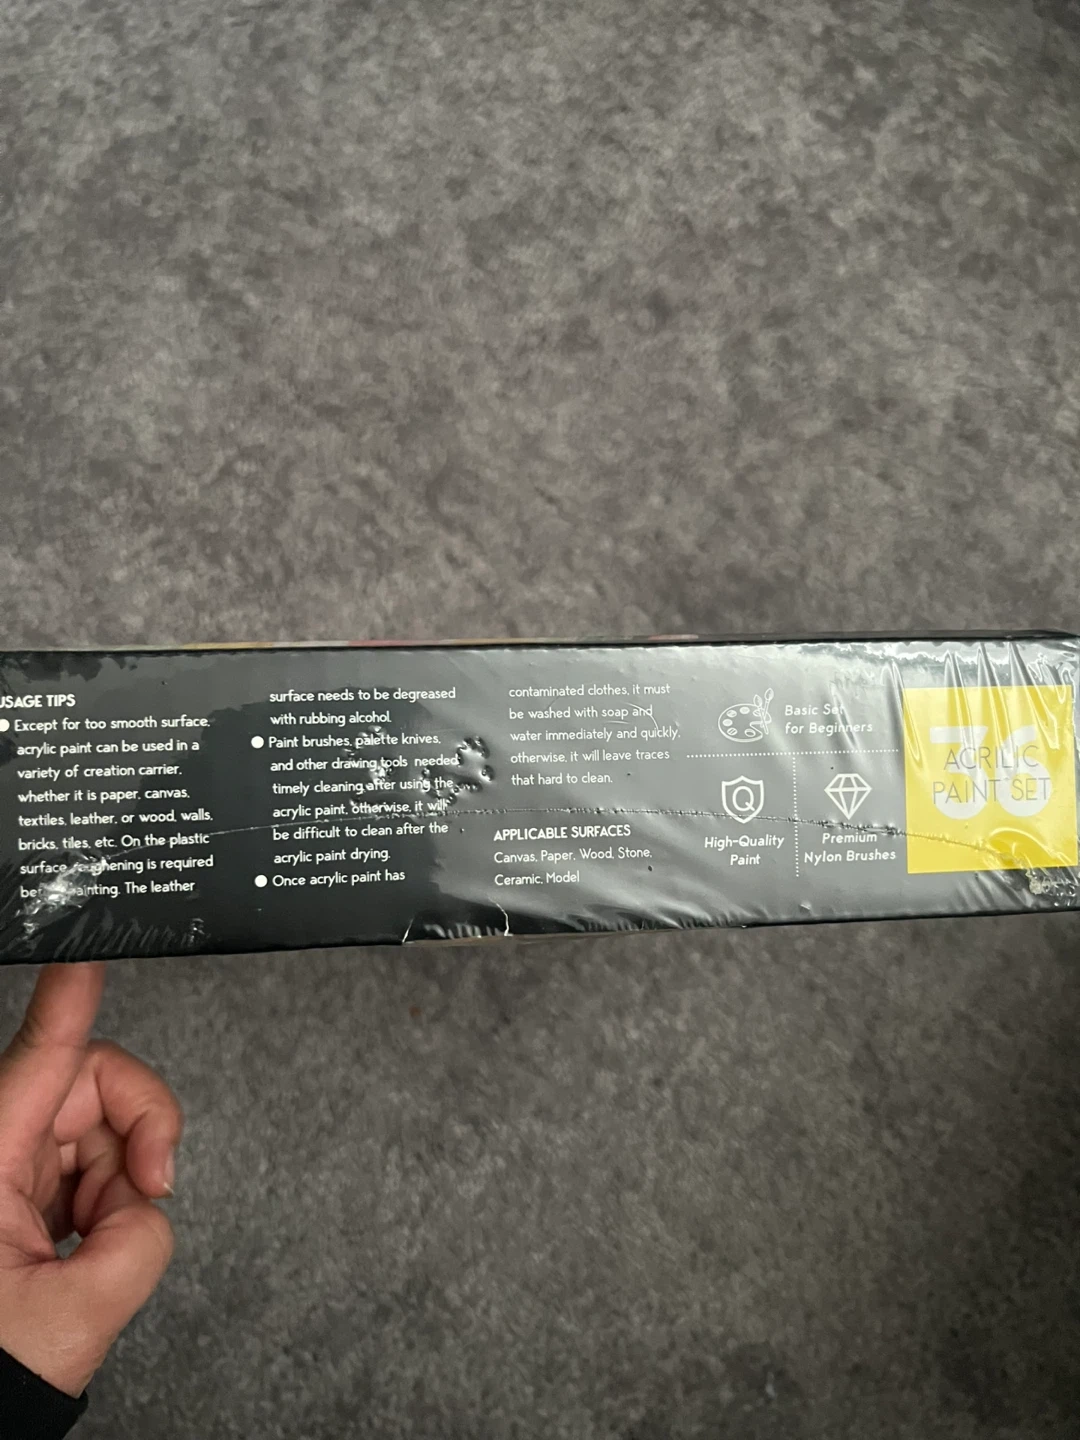 USAGE TIPS
Except for too smooth surface,
acrylic paint can be used in a
variety of creation carrier,
whether it is paper, canvas,
textiles, leather, or wood, walls,
bricks, tiles, etc. On the plastic
surface roughening is required
before painting. The leather
surface needs to be degreased
with rubbing alcohol.
Paint brushes, palette knives,
and other drawing tools needed
timely cleaning after using the
acrylic paint, otherwise, it will
be difficult to clean after the
acrylic paint drying.
Once acrylic paint has
contaminated clothes, it must
be washed with soap and
water immediately and quickly,
otherwise, it will leave traces
that hard to clean.
APPLICABLE SURFACES
Canvas, Paper, Wood, Stone,
Ceramic, Model
Basic Set
for Beginners
Q
High-Quality
Paint
Premium
Nylon Brushes
36
ACRILIC
PAINT SET